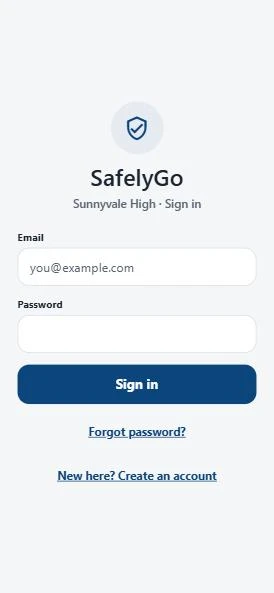 SafelyGo
Sunnyvale High · Sign in
Email
you@example.com
Password
Sign in
Forgot password?
New here? Create an account